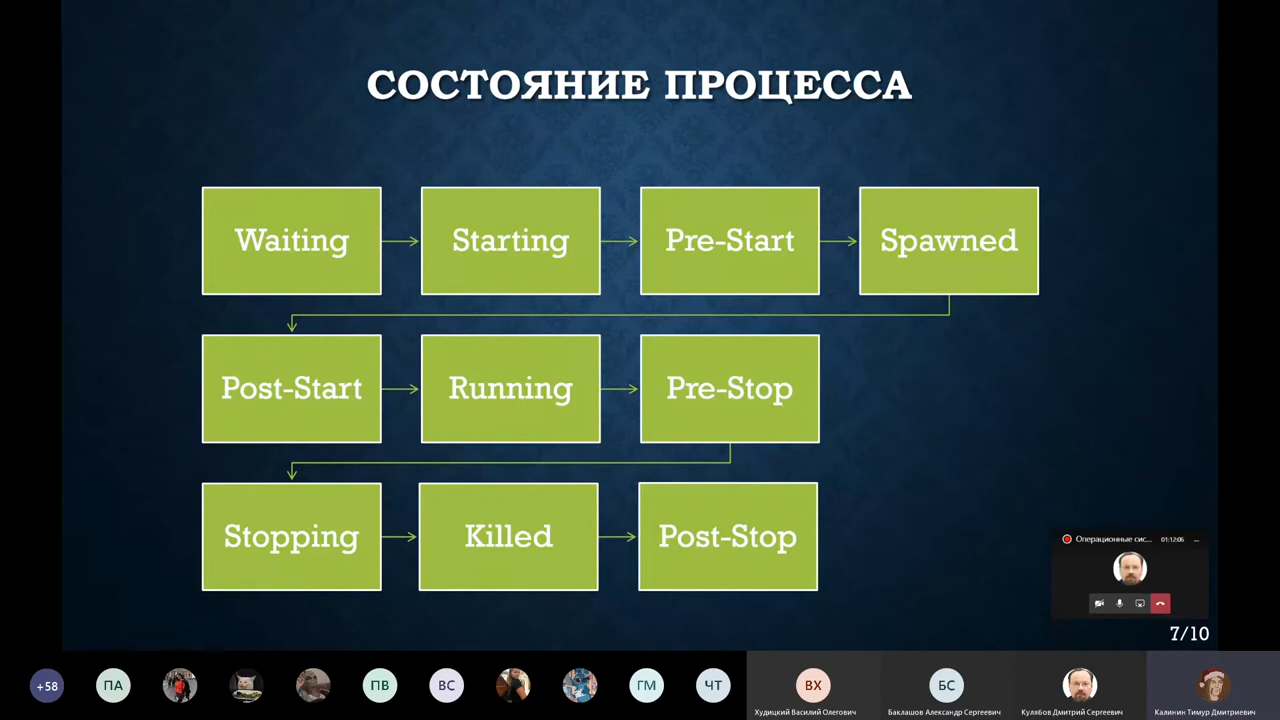 СОСТОЯНИЕ ПРОЦЕССА
Waiting
Starting
Pre-Start
Spawned
Post-Start
Running
Pre-Stop
Stopping
Killed
Post-Stop
Операционные сис...
01:12:06
7/10
+58
ПА
ПВ
ВС
ГМ
ЧТ
ВХ
БС
Худицкий Василий Олегович
Баклашов Александр Сергеевич
Кулябов Дмитрий Сергеевич
Калинин Тимур Дмитриевич